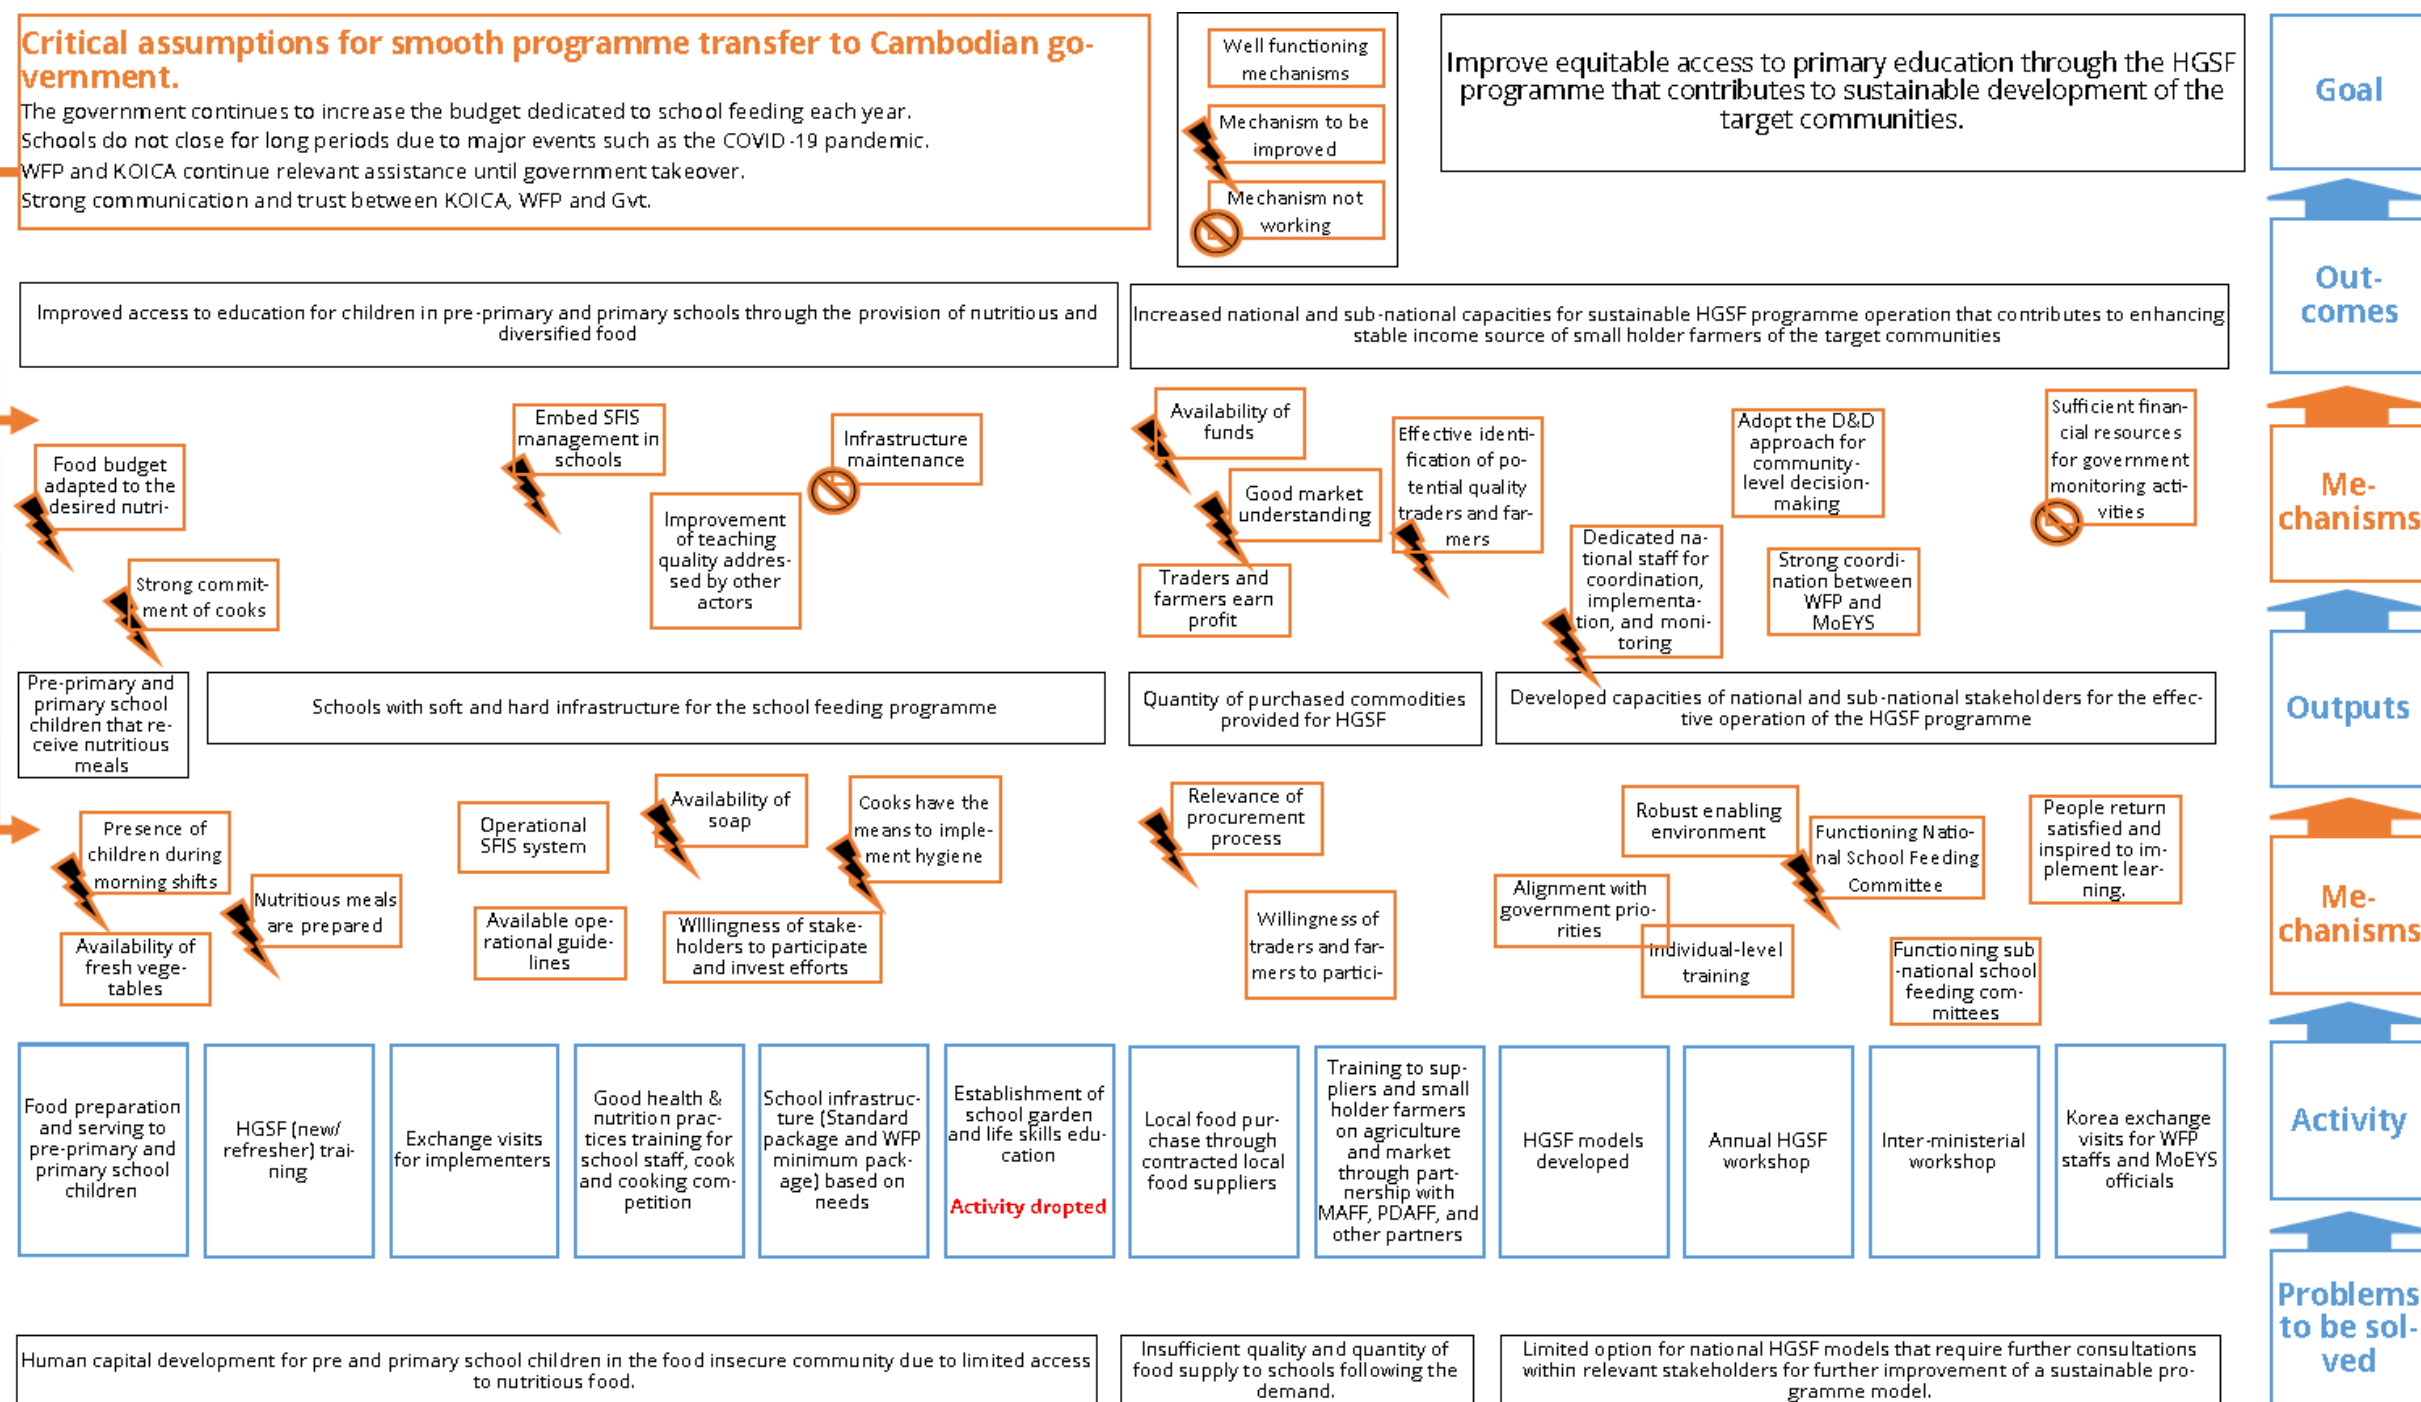 Critical assumptions for smooth programme transfer to Cambodian go-
vernment.
The government continues to increase the budget dedicated to school feeding each year.
Schools do not close for long periods due to major events such as the COVID-19 pandemic.
WFP and KOICA continue relevant assistance until government takeover.
Strong communication and trust between KOICA, WFP and Gvt.
Well functioning
mechanisms
Mechanism to be
improved
Mechanism not
working
Improve equitable access to primary education through the HGSF
programme that contributes to sustainable development of the
target communities.
Goal
Improved access to education for children in pre-primary and primary schools through the provision of nutritious and
diversified food
Increased national and sub-national capacities for sustainable HGSF programme operation that contributes to enhancing
stable income source of small holder farmers of the target communities
Out-
comes
Food budget
adapted to the
desired nutri-
Strong commit-
ment of cooks
Embed SFIS
management in
schools
Improvement
of teaching
quality addres-
sed by other
actors
Infrastructure
maintenance
Availability of
funds
Good market
understanding
Traders and
farmers earn
profit
Effective identi-
fication of po-
tential quality
traders and far-
mers
Dedicated na-
tional staff for
coordination,
implementa-
tion, and moni-
toring
Adopt the D&D
approach for
community-
level decision-
making
Strong coordi-
nation between
WFP and
MoEYS
Sufficient finan-
cial resources
for government
monitoring acti-
vities
Me-
chanisms
Pre-primary and
primary school
children that re-
ceive nutritious
meals
Schools with soft and hard infrastructure for the school feeding programme
Quantity of purchased commodities
provided for HGSF
Developed capacities of national and sub-national stakeholders for the effec-
tive operation of the HGSF programme
Outputs
Presence of
children during
morning shifts
Availability of
fresh vege-
tables
Nutritious meals
are prepared
Operational
SFIS system
Available ope-
rational guide-
lines
Availability of
soap
WIllingness of stake-
holders to participate
and invest efforts
Cooks have the
means to imple-
ment hygiene
Relevance of
procurement
process
Willingness of
traders and far-
mers to partici-
Robust enabling
environment
Alignment with
government prio-
rities
Individual-level
training
Functioning Natio-
nal School Feeding
Committee
Functioning sub
-national school
feeding com-
mittees
People return
satisfied and
inspired to im-
plement lear-
ning.
Me-
chanisms
Food preparation
and serving to
pre-primary and
primary school
children
HGSF (new/
refresher) trai-
ning
Exchange visits
for implementers
Good health &
nutrition prac-
tices training for
school staff, cook
and cooking com-
petition
School infrastruc-
ture (Standard
package and WFP
minimum pack-
age) based on
needs
Establishment of
school garden
and life skills edu-
cation
Activity dropted
Local food pur-
chase through
contracted local
food suppliers
Training to sup-
pliers and small
holder farmers
on agriculture
and market
through part-
nership with
MAFF, PDAFF, and
other partners
HGSF models
developed
Annual HGSF
workshop
Inter-ministerial
workshop
Korea exchange
visits for WFP
staffs and MoEYS
officials
Activity
Human capital development for pre and primary school children in the food insecure community due to limited access
to nutritious food.
Insufficient quality and quantity of
food supply to schools following the
demand.
Limited option for national HGSF models that require further consultations
within relevant stakeholders for further improvement of a sustainable pro-
gramme model.
Problems
to be sol-
ved